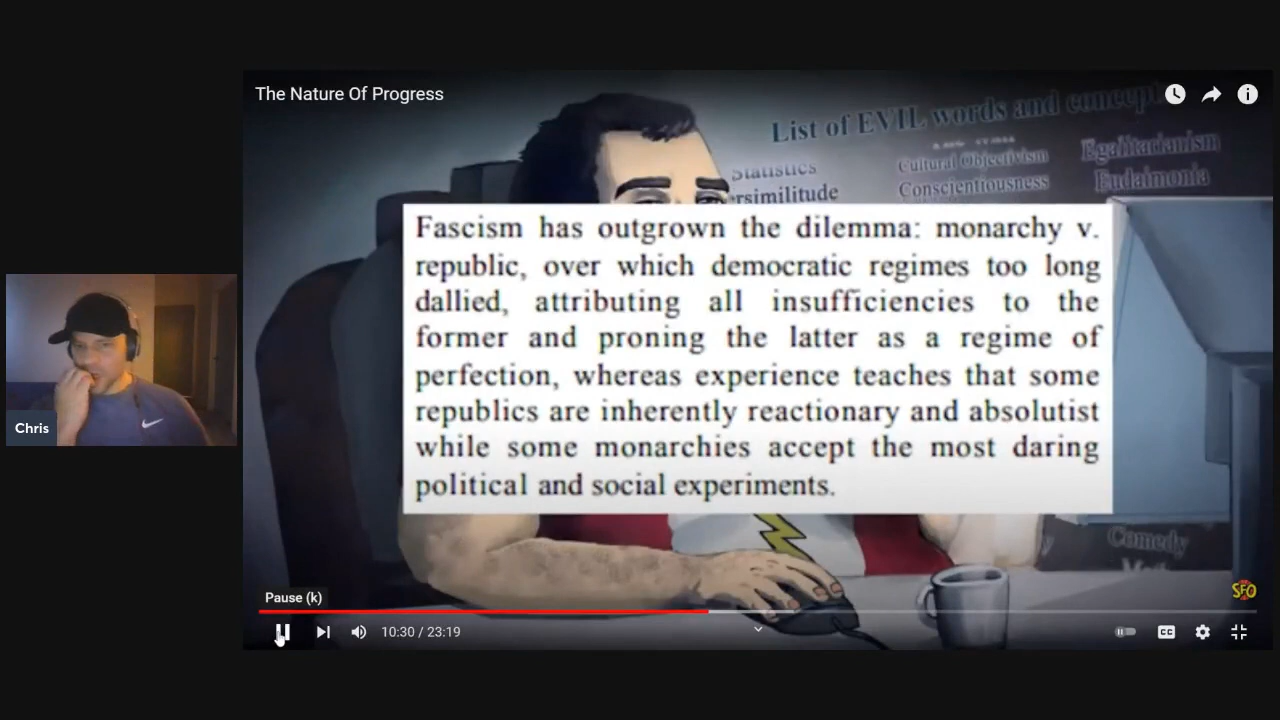 The Nature Of Progress
List of EVIL words and concept
Statistics
Cultural Objectivism
Egalitarianism
rsimilitude
Conscientiousness
Eudaimonia
Fascism has outgrown the dilemma: monarchy v.
republic, over which democratic regimes too long
dallied, attributing all insufficiencies to the
former and proning the latter as a regime of
perfection, whereas experience teaches that some
republics are inherently reactionary and absolutist
while some monarchies accept the most daring
political and social experiments.
Chris
Comedy
SFO
Pause (k)
10:30 / 23:19
CC